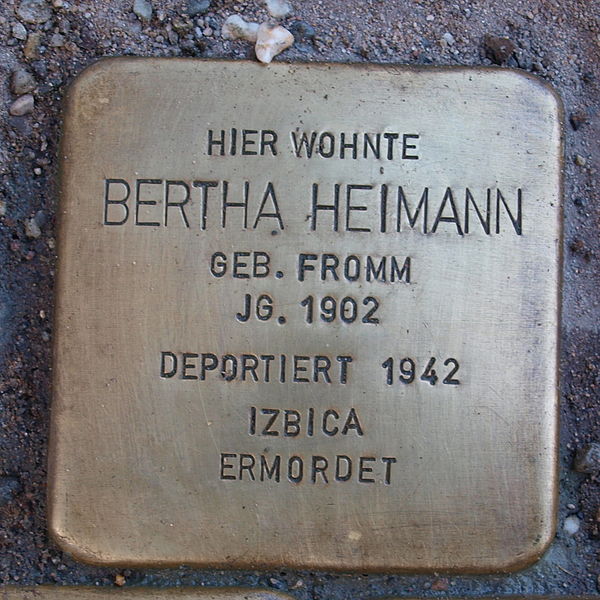 HIER WOHNTE
BERTHA HEIMANN
GEB. FROMM
JG. 1902
DEPORTIERT 1942
IZBICA
ERMORDET